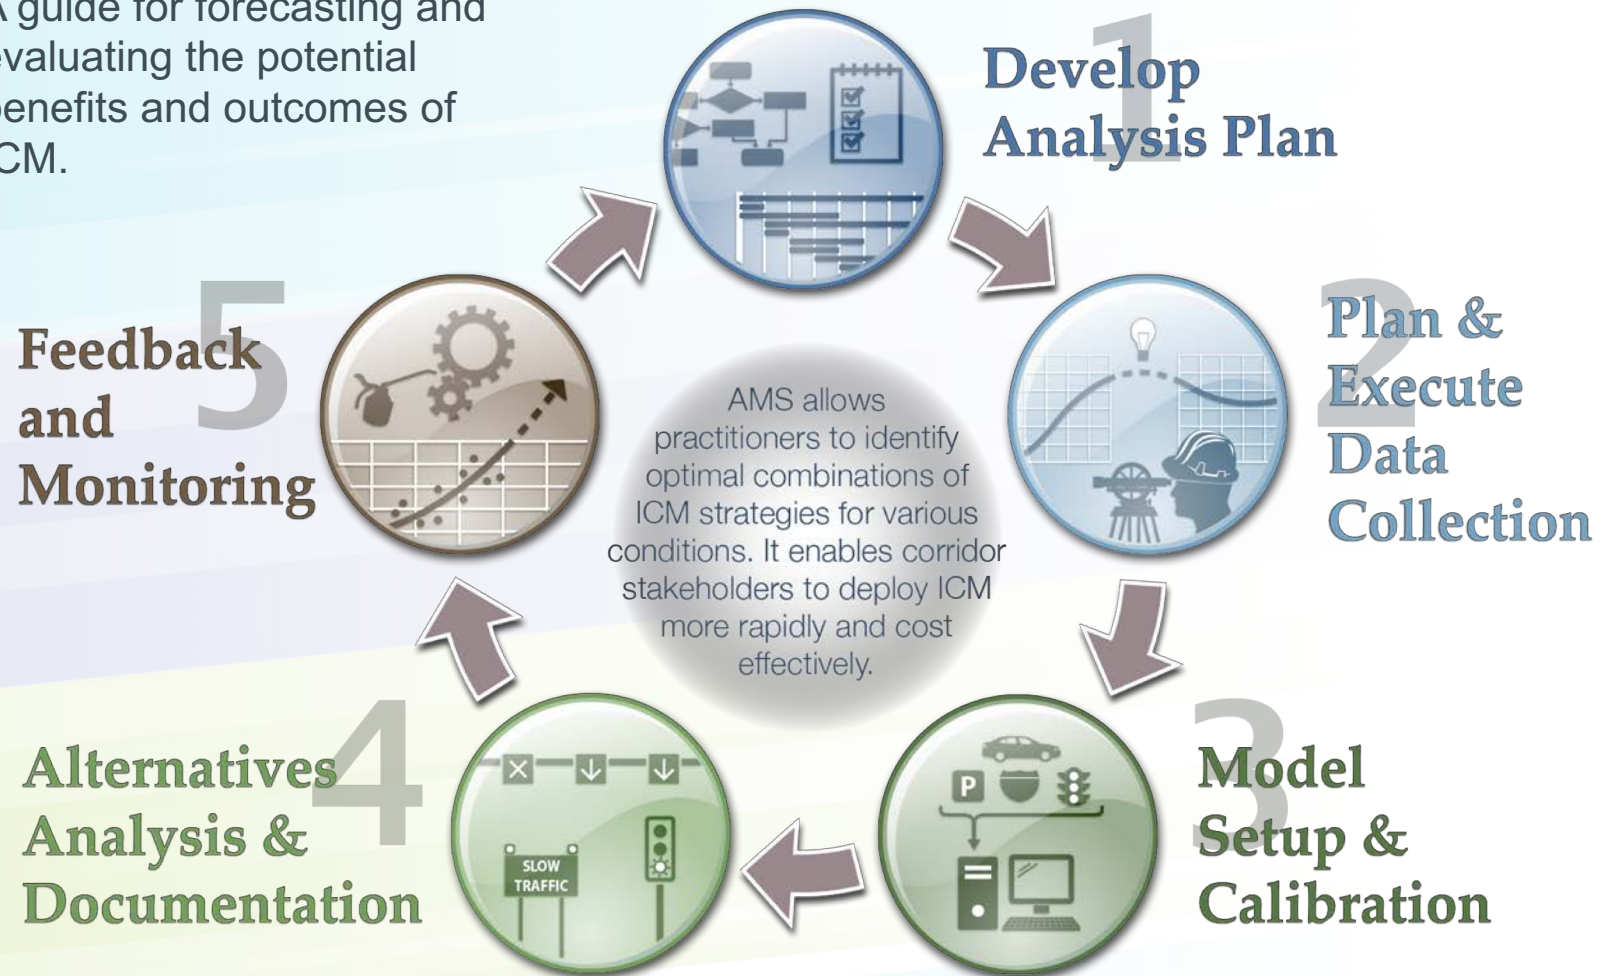 A guide for forecasting and
evaluating the potential
benefits and outcomes of
ICM.
1
Develop
Analysis Plan
2
Plan &
Execute
Data
Collection
3
Model
Setup &
Calibration
P
4
Alternatives
Analysis &
Documentation
SLOW
TRAFFIC
5
Feedback
and
Monitoring
AMS allows
practitioners to identify
optimal combinations of
ICM strategies for various
conditions. It enables corridor
stakeholders to deploy ICM
more rapidly and cost
effectively.